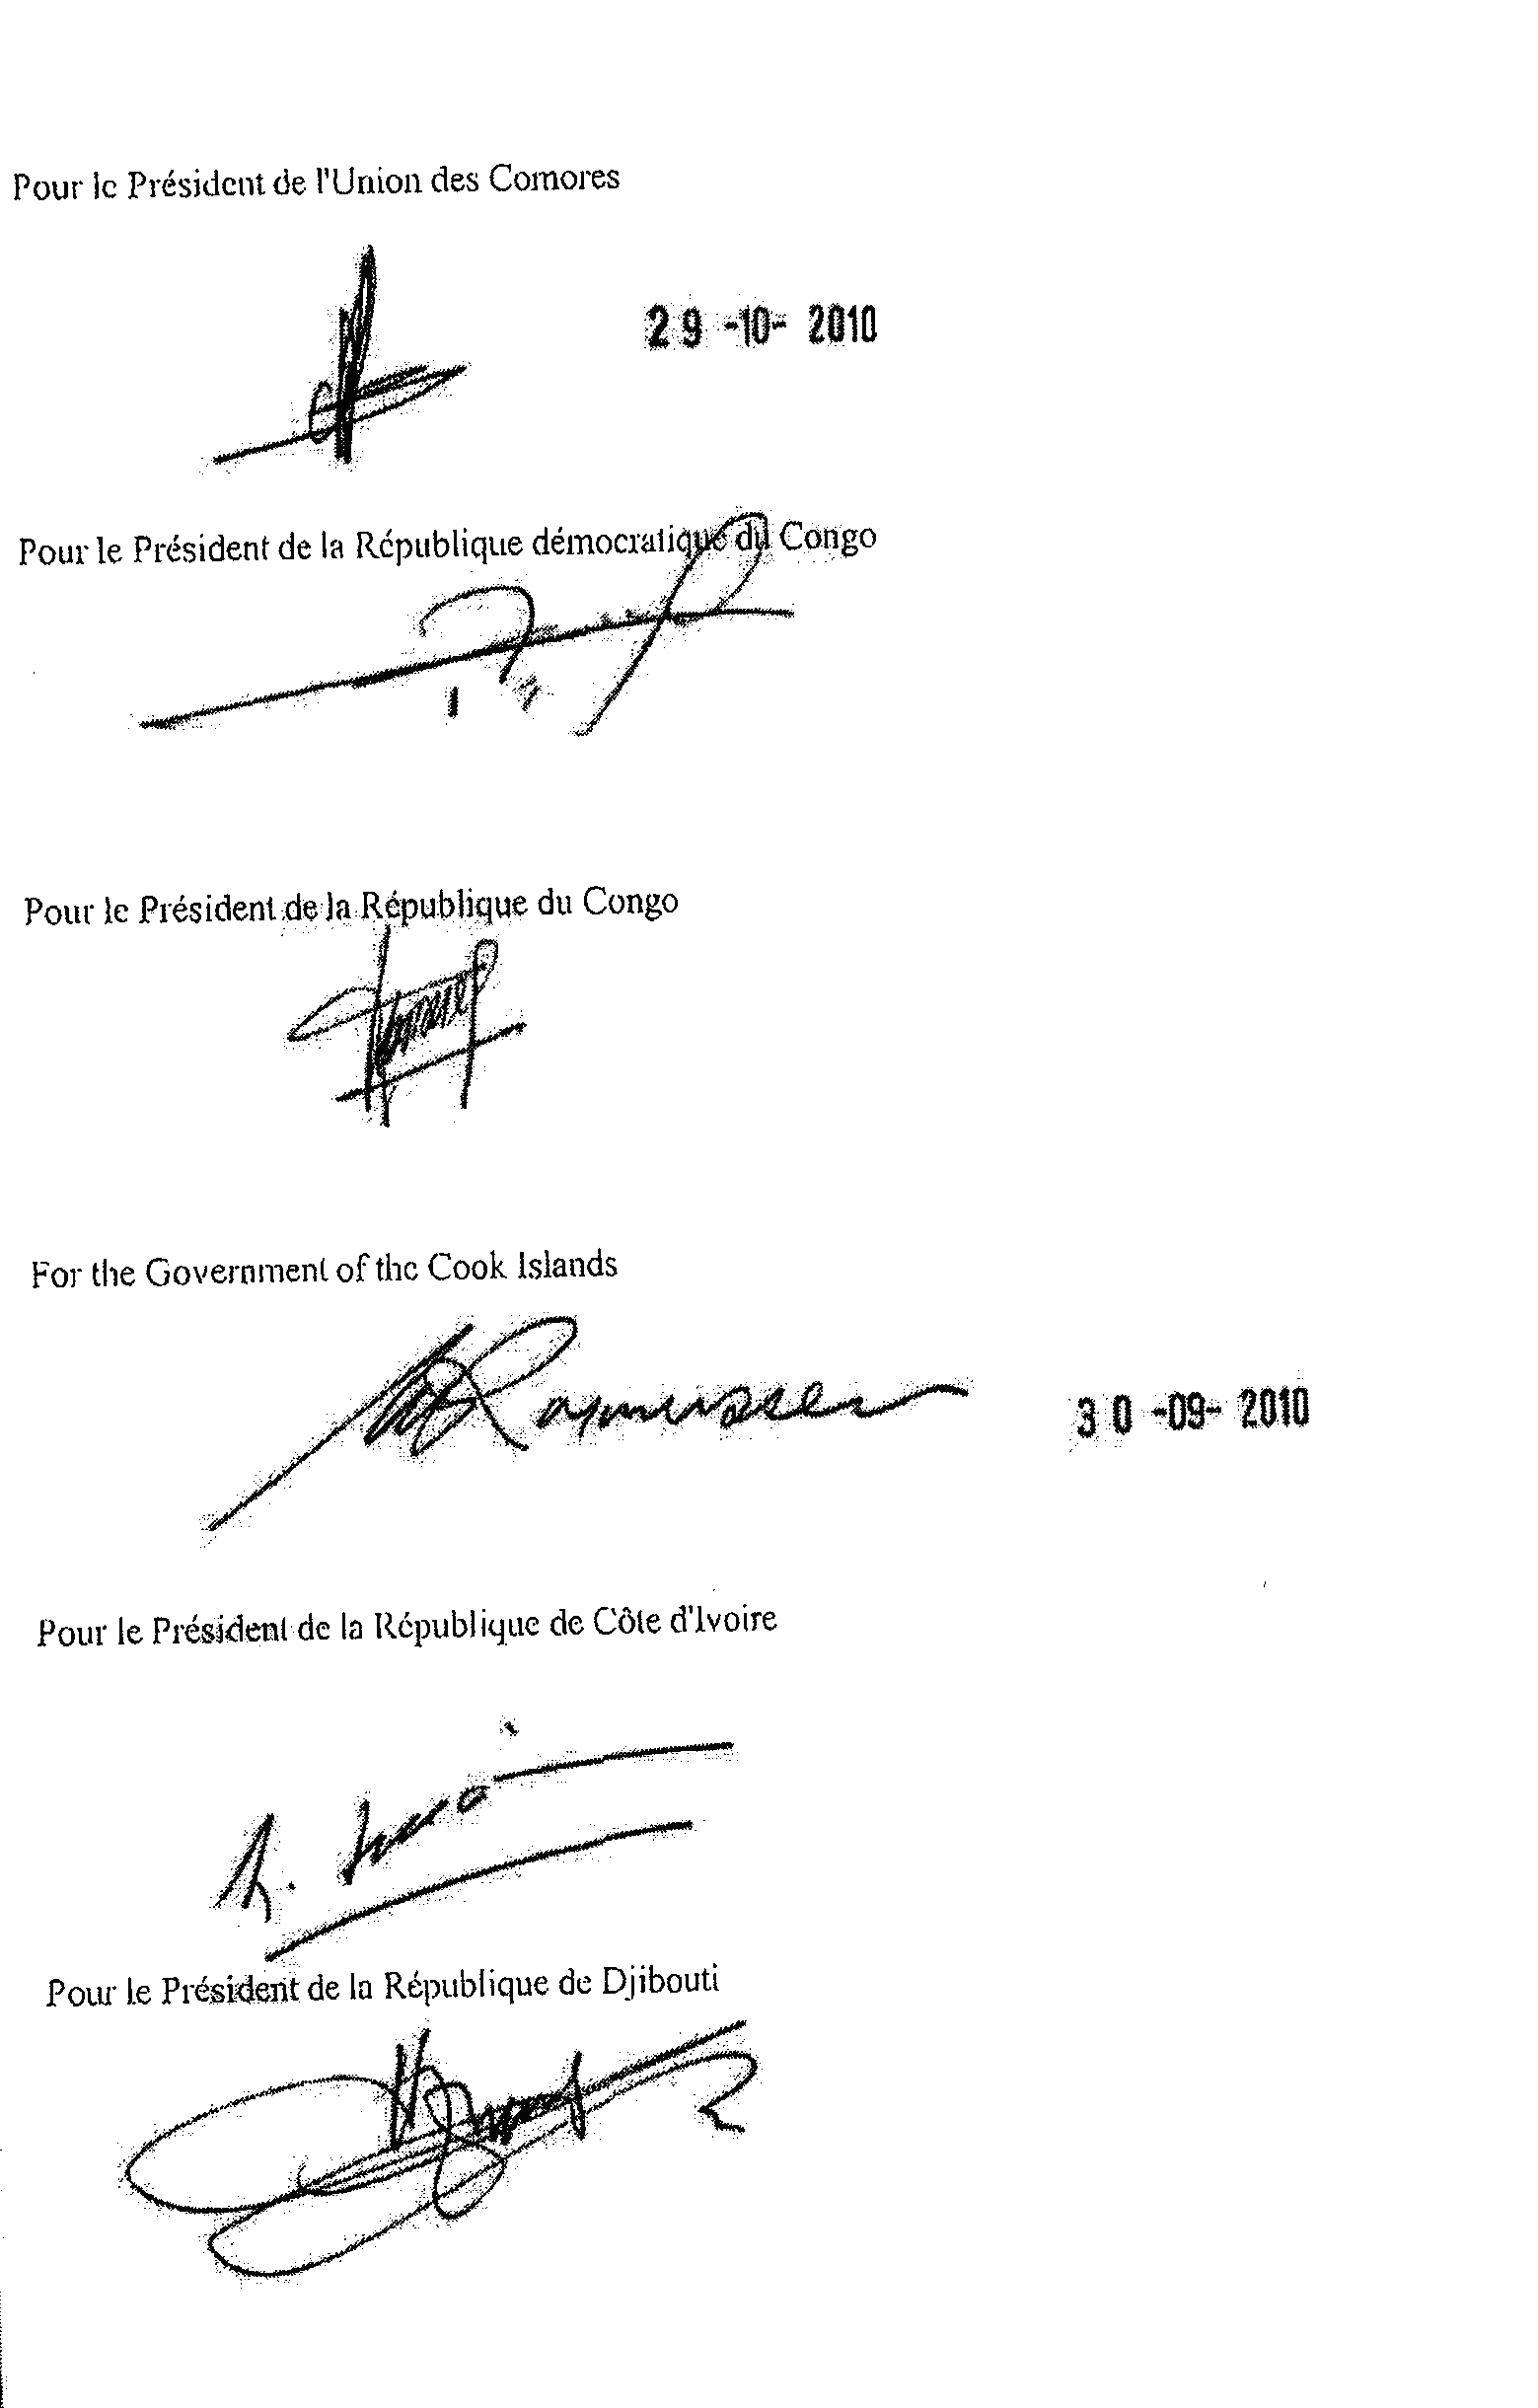 Pour le Président de l'Union des Comores
29 -10- 2010
Pour le Président de la République démocratique du Congo
Pour le Président de la République du Congo
For the Government of the Cook Islands
Rasmussen
30 -09- 2010
Pour le Président de la République de Côte d'Ivoire
Pour le Président de la République de Djibouti